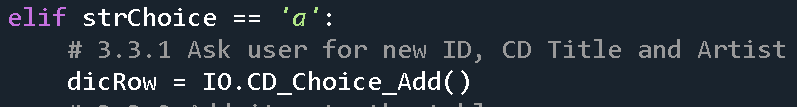 elif strChoice == 'a':
# 3.3.1 Ask user for new ID, CD Title and Artist
dicRow = IO.CD_Choice_Add()